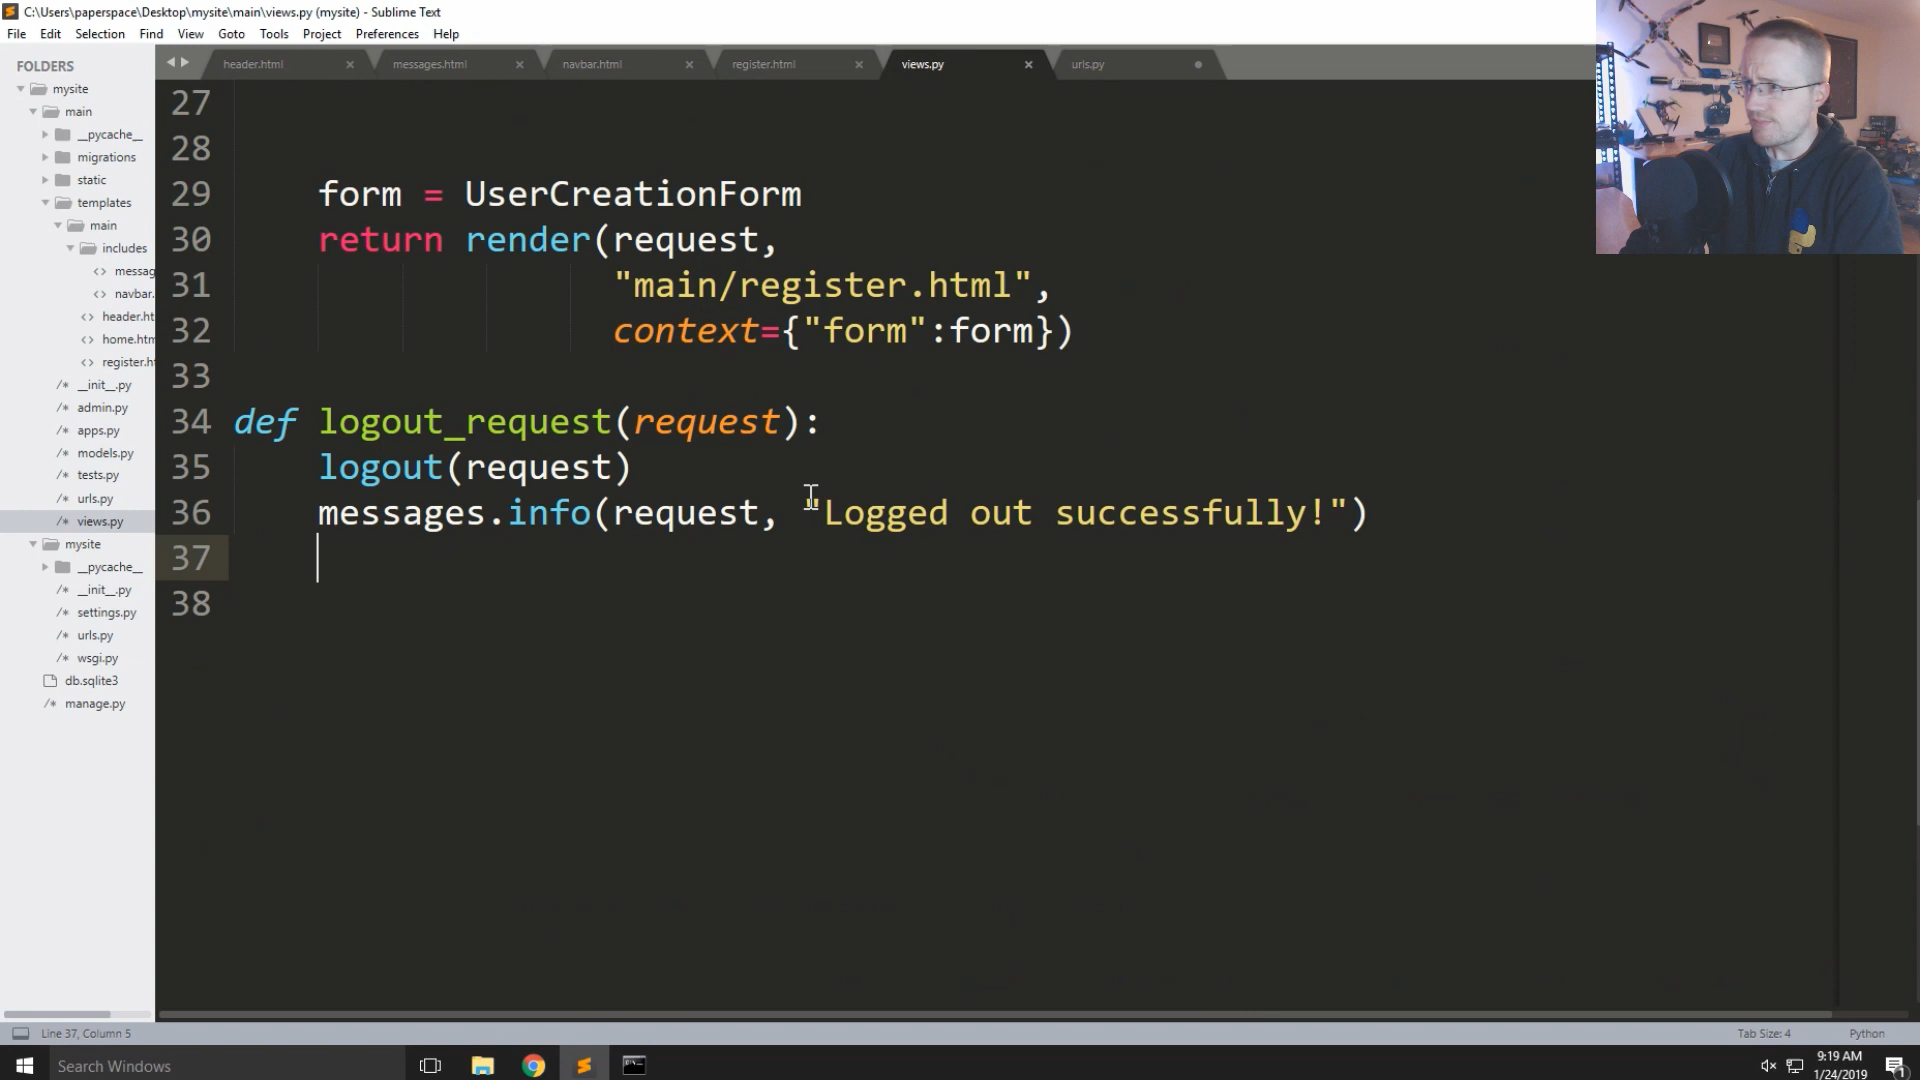 C:\Users\paperspace\Desktop\mysite\main\views.py (mysite) - Sublime Text
File Edit Selection Find View Goto Tools Project Preferences Help
FOLDERS
mysite
main
__pycache__
migrations
static
templates
main
includes
messag
navbar.
header.ht
home.htm
register.h
__init__.py
admin.py
apps.py
models.py
tests.py
urls.py
views.py
mysite
__pycache__
__init__.py
settings.py
urls.py
wsgi.py
db.sqlite3
manage.py
header.html messages.html navbar.html register.html views.py urls.py
27
28
29 form = UserCreationForm
30 return render(request,
31 "main/register.html",
32 context={"form":form})
33
34 def logout_request(request):
35 logout(request)
36 messages.info(request, "Logged out successfully!")
37
38
Line 37, Column 5 Tab Size: 4 Python
Search Windows
9:19 AM
1/24/2019
1